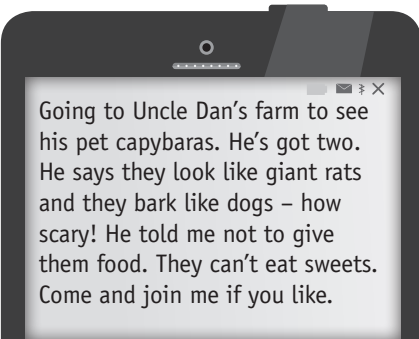 Going to Uncle Dan's farm to see
his pet capybaras. He's got two.
He says they look like giant rats
and they bark like dogs – how
scary! He told me not to give
them food. They can't eat sweets.
Come and join me if you like.